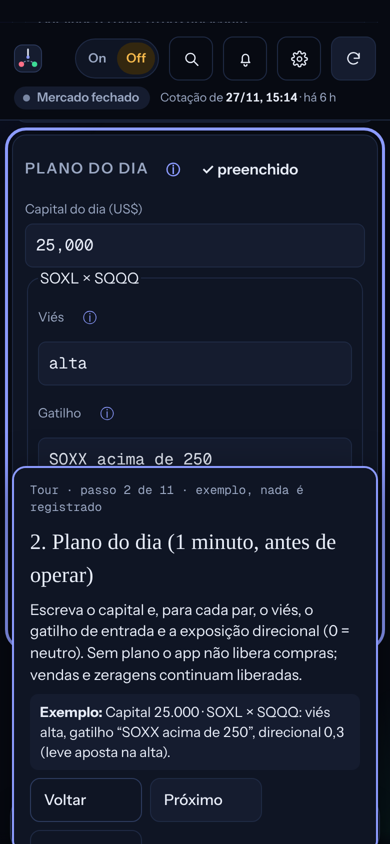 On Off
Mercado fechado Cotação de 27/11, 15:14 · há 6 h
PLANO DO DIA ⓘ ✓ preenchido
Capital do dia (US$)
25,000
SOXL × SQQQ
Viés ⓘ
alta
Gatilho ⓘ
SOXX acima de 250
Tour · passo 2 de 11 · exemplo, nada é
registrado
2. Plano do dia (1 minuto, antes de
operar)
Escreva o capital e, para cada par, o viés, o
gatilho de entrada e a exposição direcional (0 =
neutro). Sem plano o app não libera compras;
vendas e zeragens continuam liberadas.
Exemplo: Capital 25.000 · SOXL × SQQQ: viés
alta, gatilho “SOXX acima de 250”, direcional 0,3
(leve aposta na alta).
Voltar Próximo